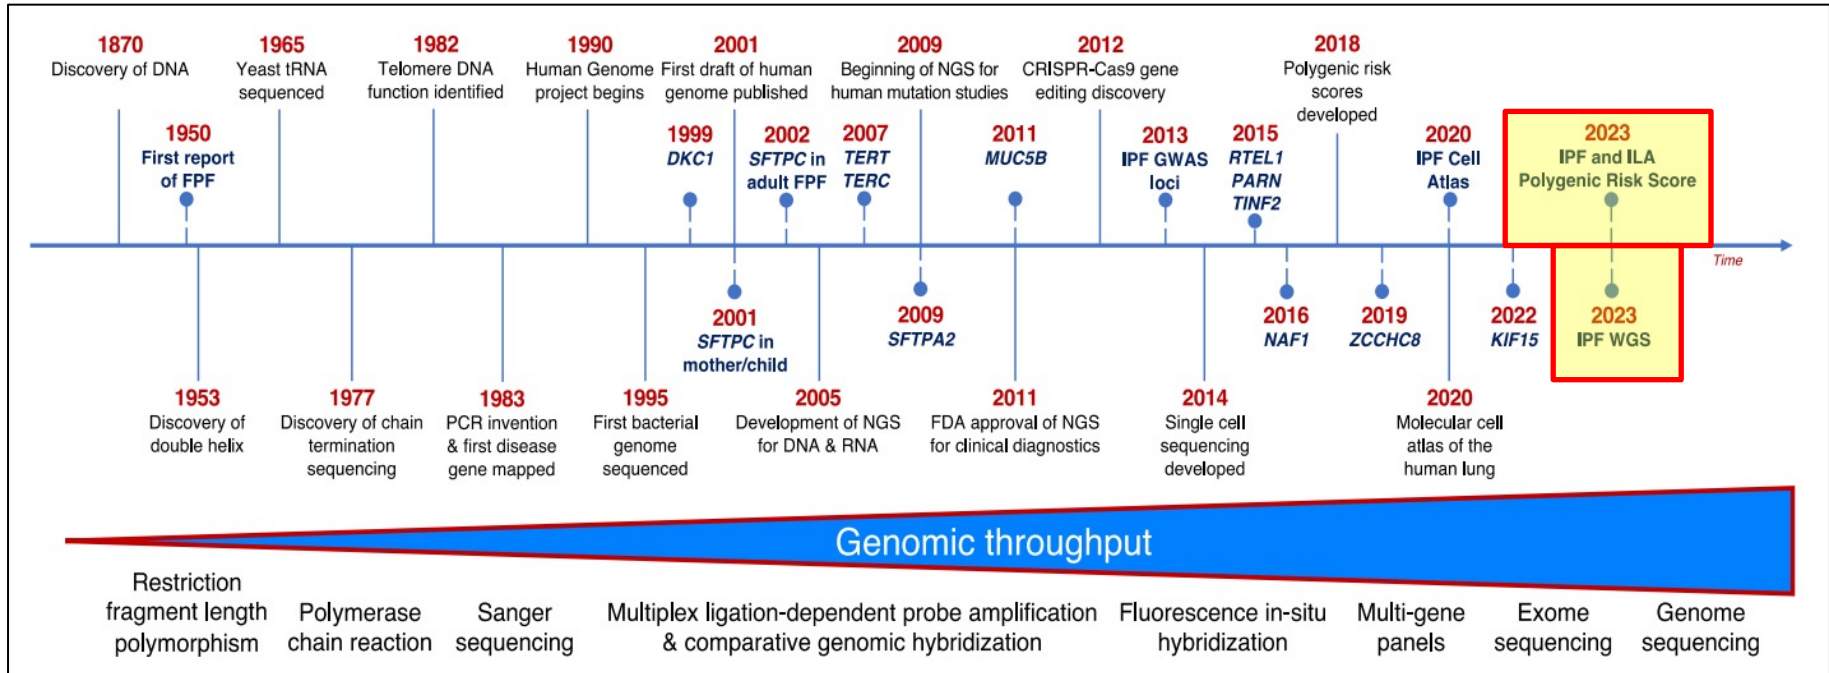 1870
Discovery of DNA
1965
Yeast tRNA
sequenced
1982
Telomere DNA
function identified
1990
Human Genome
project begins
2001
First draft of human
genome published
2009
Beginning of NGS for
human mutation studies
2012
CRISPR-Cas9 gene
editing discovery
2018
Polygenic risk
scores
developed
1950
First report
of FPF
1999
DKC1
2002
SFTPC in
adult FPF
2007
TERT
TERC
2011
MUC5B
2013
IPF GWAS
loci
2015
RTEL1
PARN
TINF2
2020
IPF Cell
Atlas
2023
IPF and ILA
Polygenic Risk Score
Time
2001
SFTPC in
mother/child
2009
SFTPA2
2016
NAF1
2019
ZCCHC8
2022
KIF15
2023
IPF WGS
1953
Discovery of
double helix
1977
Discovery of chain
termination
sequencing
1983
PCR invention
& first disease
gene mapped
1995
First bacterial
genome
sequenced
2005
Development of NGS
for DNA & RNA
2011
FDA approval of NGS
for clinical diagnostics
2014
Single cell
sequencing
developed
2020
Molecular cell
atlas of the
human lung
Genomic throughput
Restriction
fragment length
polymorphism
Polymerase
chain reaction
Sanger
sequencing
Multiplex ligation-dependent probe amplification
& comparative genomic hybridization
Fluorescence in-situ
hybridization
Multi-gene
panels
Exome
sequencing
Genome
sequencing